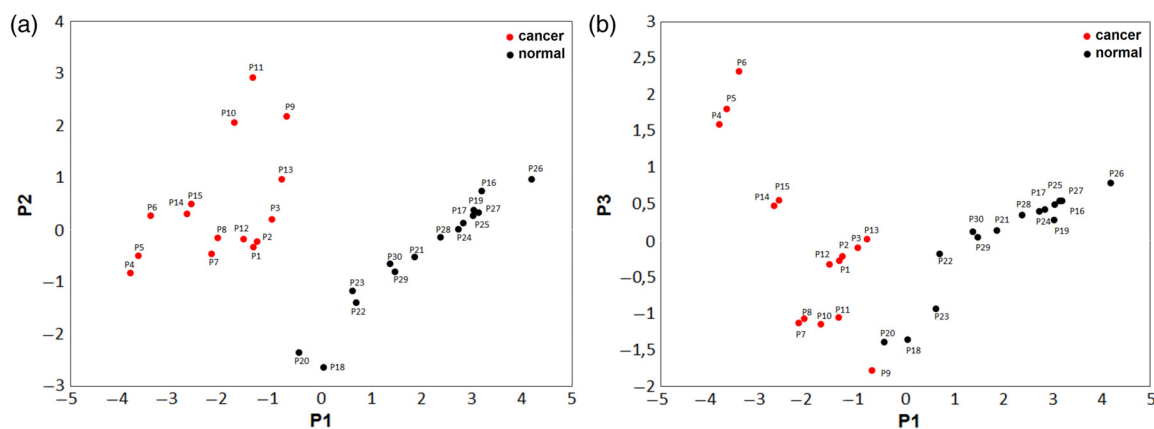 (a)
cancer
normal
4
3
2
1
0
−1
−2
−3
P2
−5
−4
−3
−2
−1
0
1
2
3
4
5
P1
P11
P10
P9
P13
P15
P14
P6
P3
P8
P12
P2
P1
P7
P5
P4
P26
P16
P19
P27
P17
P25
P24
P28
P21
P30
P29
P23
P22
P20
P18
(b)
cancer
normal
3
2,5
2
1,5
1
0,5
0
−0,5
−1
−1,5
−2
P3
−5
−4
−3
−2
−1
0
1
2
3
4
5
P1
P6
P5
P4
P15
P14
P13
P3
P2
P12
P1
P8
P7
P10
P11
P9
P26
P25
P17
P27
P28
P24
P16
P19
P21
P30
P29
P22
P23
P20
P18